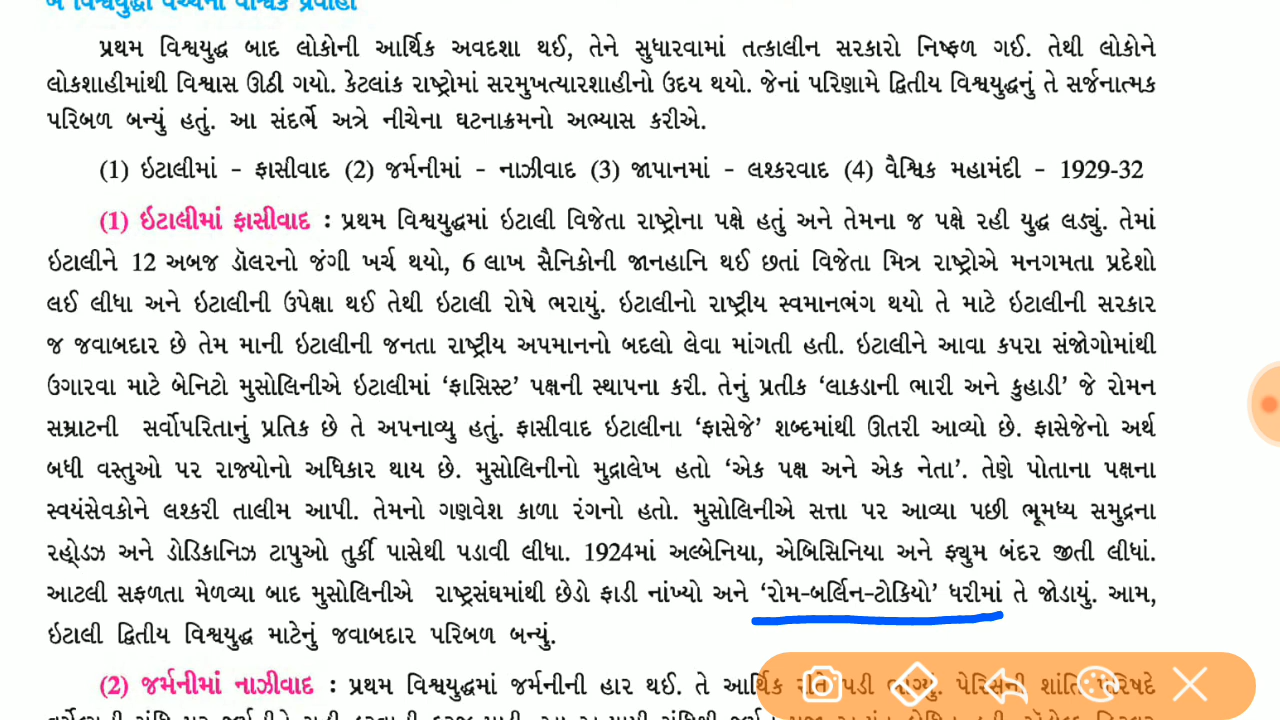 બે વિશ્વયુદ્ધો વચ્ચેના વૈશ્વિક પ્રવાહો
પ્રથમ વિશ્વયુદ્ધ બાદ લોકોની આર્થિક અવદશા થઈ, તેને સુધારવામાં તત્કાલીન સરકારો નિષ્ફળ ગઈ. તેથી લોકોને
લોકશાહીમાંથી વિશ્વાસ ઊઠી ગયો. કેટલાંક રાષ્ટ્રોમાં સરમુખત્યારશાહીનો ઉદય થયો. જેનાં પરિણામે દ્વિતીય વિશ્વયુદ્ધનું તે સર્જનાત્મક
પરિબળ બન્યું હતું. આ સંદર્ભે અત્રે નીચેના ઘટનાક્રમનો અભ્યાસ કરીએ.
(1) ઇટાલીમાં - ફાસીવાદ (2) જર્મનીમાં - નાઝીવાદ (3) જાપાનમાં - લશ્કરવાદ (4) વૈશ્વિક મહામંદી - 1929-32
(1) ઇટાલીમાં ફાસીવાદ : પ્રથમ વિશ્વયુદ્ધમાં ઇટાલી વિજેતા રાષ્ટ્રોના પક્ષે હતું અને તેમના જ પક્ષે રહી યુદ્ધ લડ્યું. તેમાં
ઇટાલીને 12 અબજ ડૉલરનો જંગી ખર્ચ થયો, 6 લાખ સૈનિકોની જાનહાનિ થઈ છતાં વિજેતા મિત્ર રાષ્ટ્રોએ મનગમતા પ્રદેશો
લઈ લીધા અને ઇટાલીની ઉપેક્ષા થઈ તેથી ઇટાલી રોષે ભરાયું. ઇટાલીનો રાષ્ટ્રીય સ્વમાનભંગ થયો તે માટે ઇટાલીની સરકાર
જ જવાબદાર છે તેમ માની ઇટાલીની જનતા રાષ્ટ્રીય અપમાનનો બદલો લેવા માંગતી હતી. ઇટાલીને આવા કપરા સંજોગોમાંથી
ઉગારવા માટે બેનિટો મુસોલિનીએ ઇટાલીમાં ‘ફાસિસ્ટ’ પક્ષની સ્થાપના કરી. તેનું પ્રતીક ‘લાકડાની ભારી અને કુહાડી’ જે રોમન
સમ્રાટની સર્વોપરિતાનું પ્રતિક છે તે અપનાવ્યુ હતું. ફાસીવાદ ઇટાલીના ‘ફાસેજે’ શબ્દમાંથી ઊતરી આવ્યો છે. ફાસેજેનો અર્થ
બધી વસ્તુઓ પર રાજ્યોનો અધિકાર થાય છે. મુસોલિનીનો મુદ્રાલેખ હતો ‘એક પક્ષ અને એક નેતા’. તેણે પોતાના પક્ષના
સ્વયંસેવકોને લશ્કરી તાલીમ આપી. તેમનો ગણવેશ કાળા રંગનો હતો. મુસોલિનીએ સત્તા પર આવ્યા પછી ભૂમધ્ય સમુદ્રના
રહોડ્ઝ અને ડોડિકાનિઝ ટાપુઓ તુર્કી પાસેથી પડાવી લીધા. 1924માં અલ્બેનિયા, એબિસિનિયા અને ફ્યુમ બંદર જીતી લીધાં.
આટલી સફળતા મેળવ્યા બાદ મુસોલિનીએ રાષ્ટ્રસંઘમાંથી છેડો ફાડી નાંખ્યો અને ‘રોમ-બર્લિન-ટોકિયો’ ધરીમાં તે જોડાયું. આમ,
ઇટાલી દ્વિતીય વિશ્વયુદ્ધ માટેનું જવાબદાર પરિબળ બન્યું.
(2) જર્મનીમાં નાઝીવાદ : પ્રથમ વિશ્વયુદ્ધમાં જર્મનીની હાર થઈ. તે આર્થિક રીતે પડી ભાંગ્યુ. પેરિસની શાંતિ પરિષદે